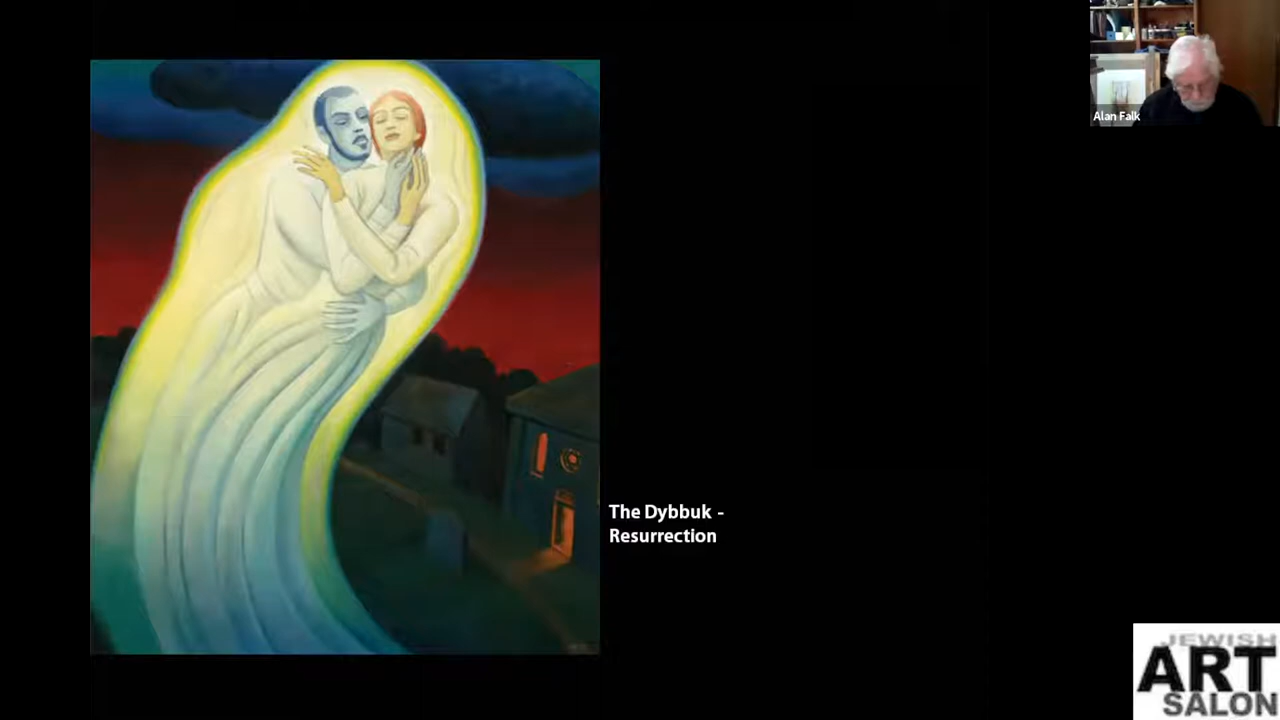 Alan Falk
The Dybbuk -
Resurrection
JEWISH
ART
SALON